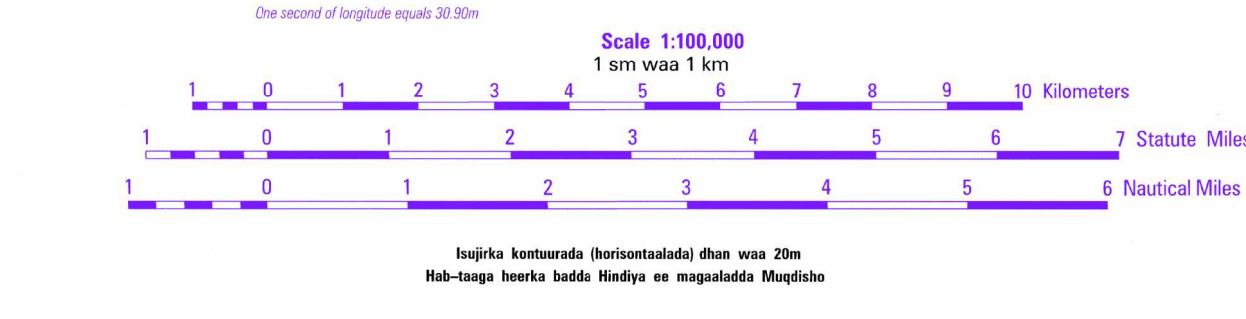 One second of longitude equals 30.90m
Scale 1:100,000
1 sm waa 1 km
1 0 1 2 3 4 5 6 7 8 9 10 Kilometers
1 0 1 2 3 4 5 6 7 Statute Miles
1 0 1 2 3 4 5 6 Nautical Miles
Isujirka kontuurada (horisontaalada) dhan waa 20m
Hab–taaga heerka badda Hindiya ee magaaladda Muqdisho